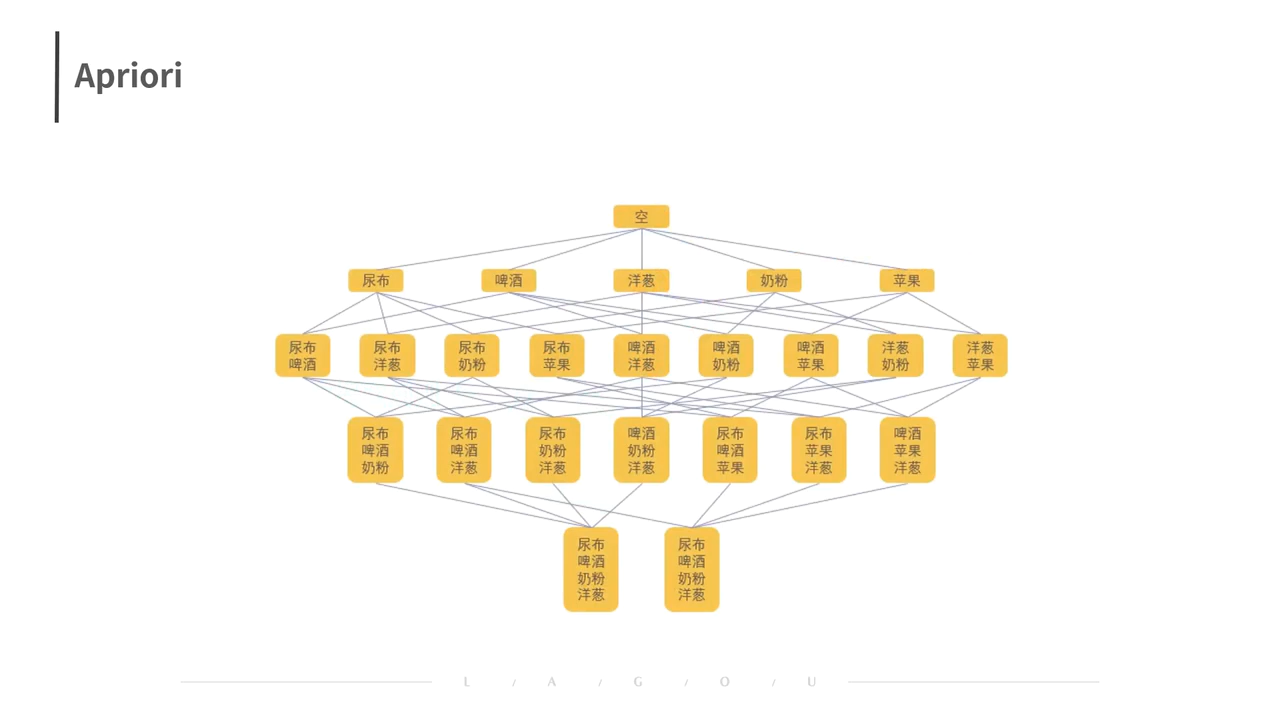 Apriori
空
尿布
啤酒
洋葱
奶粉
苹果
尿布
啤酒
尿布
洋葱
尿布
奶粉
尿布
苹果
啤酒
洋葱
啤酒
奶粉
啤酒
苹果
洋葱
奶粉
洋葱
苹果
尿布
啤酒
奶粉
尿布
啤酒
洋葱
尿布
奶粉
洋葱
啤酒
奶粉
洋葱
尿布
啤酒
苹果
尿布
苹果
洋葱
啤酒
苹果
洋葱
尿布
啤酒
奶粉
洋葱
尿布
啤酒
奶粉
洋葱
L / A / G / O / U